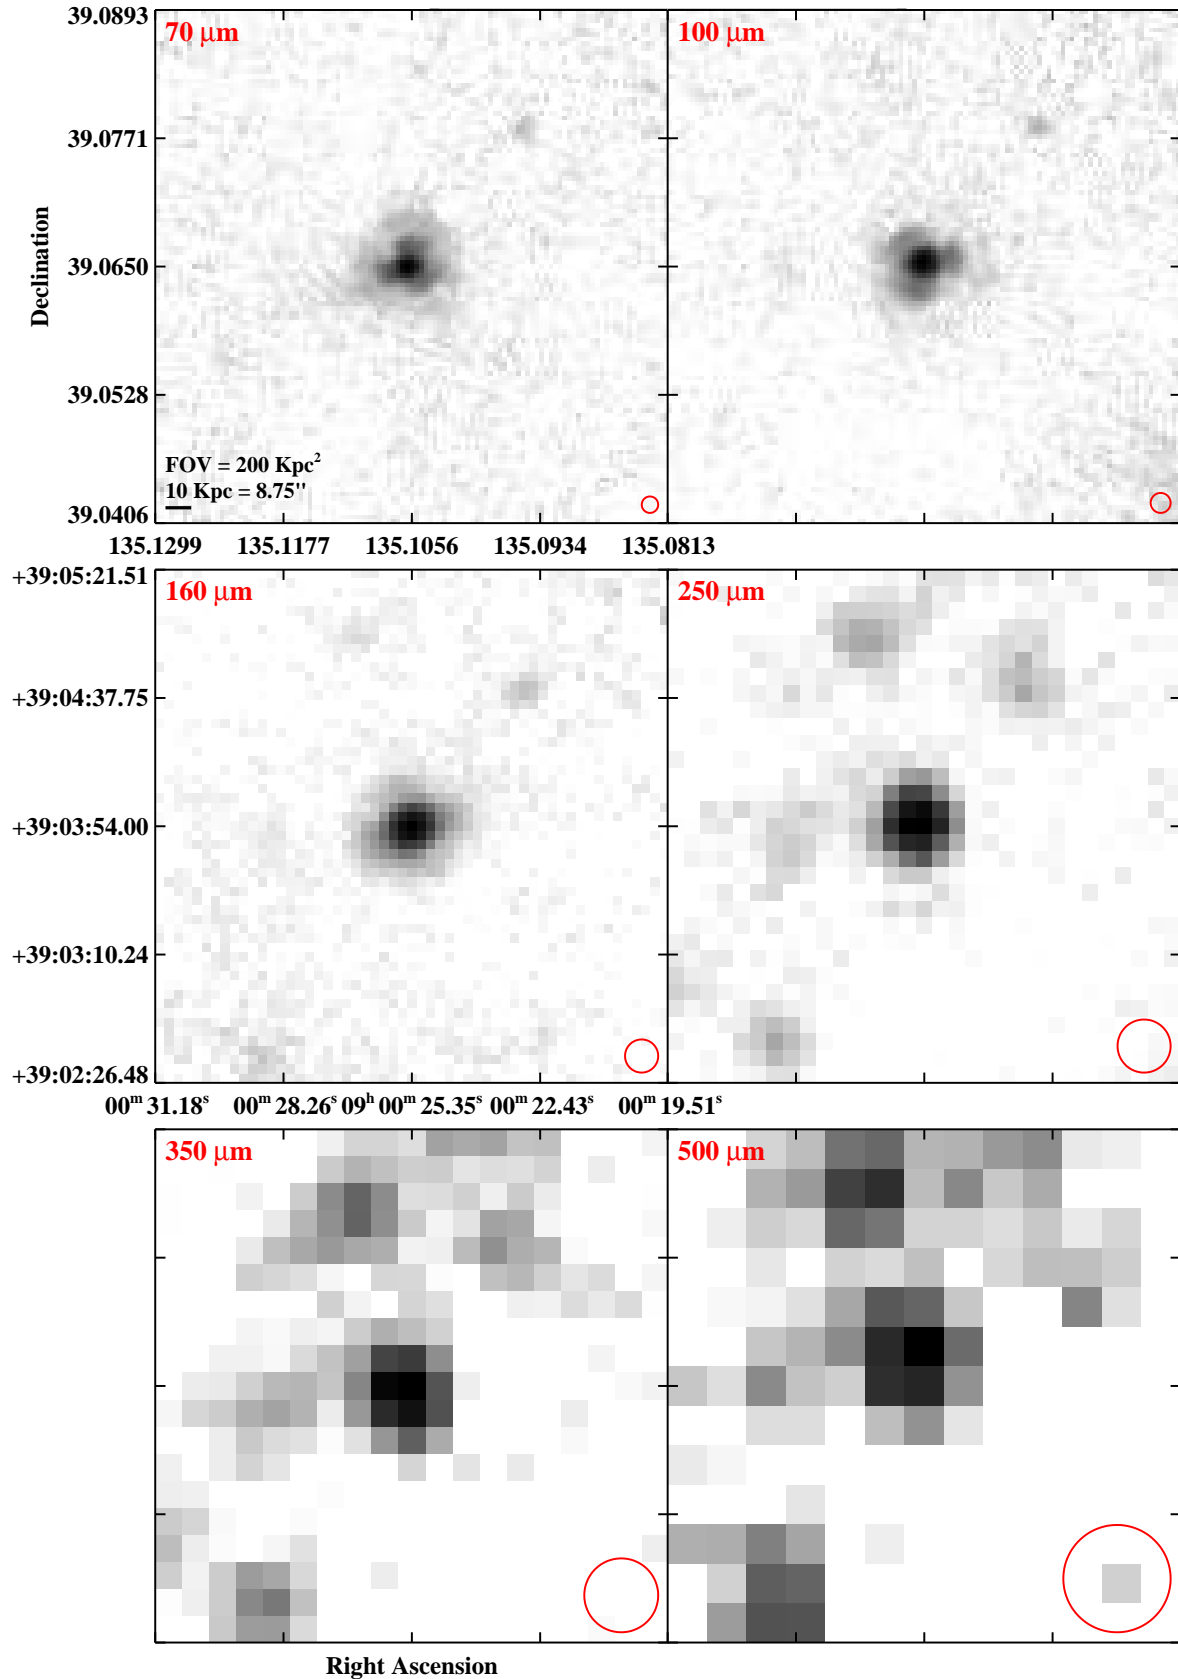 39.0893
70 μm
100 μm
39.0771
39.0650
Declination
39.0528
FOV = 200 Kpc²
10 Kpc = 8.75"
39.0406
135.1299 135.1177 135.1056 135.0934 135.0813
+39:05:21.51
160 μm
250 μm
+39:04:37.75
+39:03:54.00
+39:03:10.24
+39:02:26.48
00ᵐ 31.18ˢ 00ᵐ 28.26ˢ 09ʰ 00ᵐ 25.35ˢ 00ᵐ 22.43ˢ 00ᵐ 19.51ˢ
350 μm
500 μm
Right Ascension